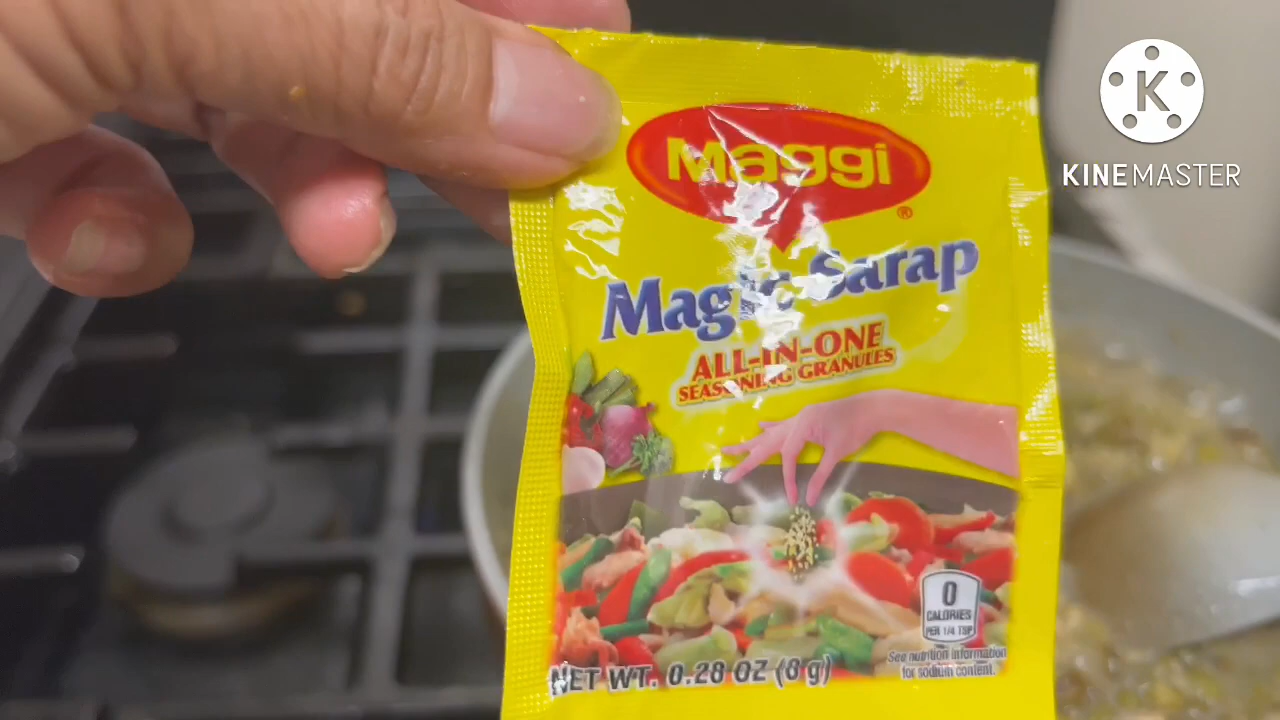 Maggi
®
Magic Sarap
ALL-IN-ONE
SEASONING GRANULES
0
CALORIES
PER 1/4 TSP
See nutrition information
for sodium content.
NET WT. 0.28 OZ (8 g)
K
KINEMASTER